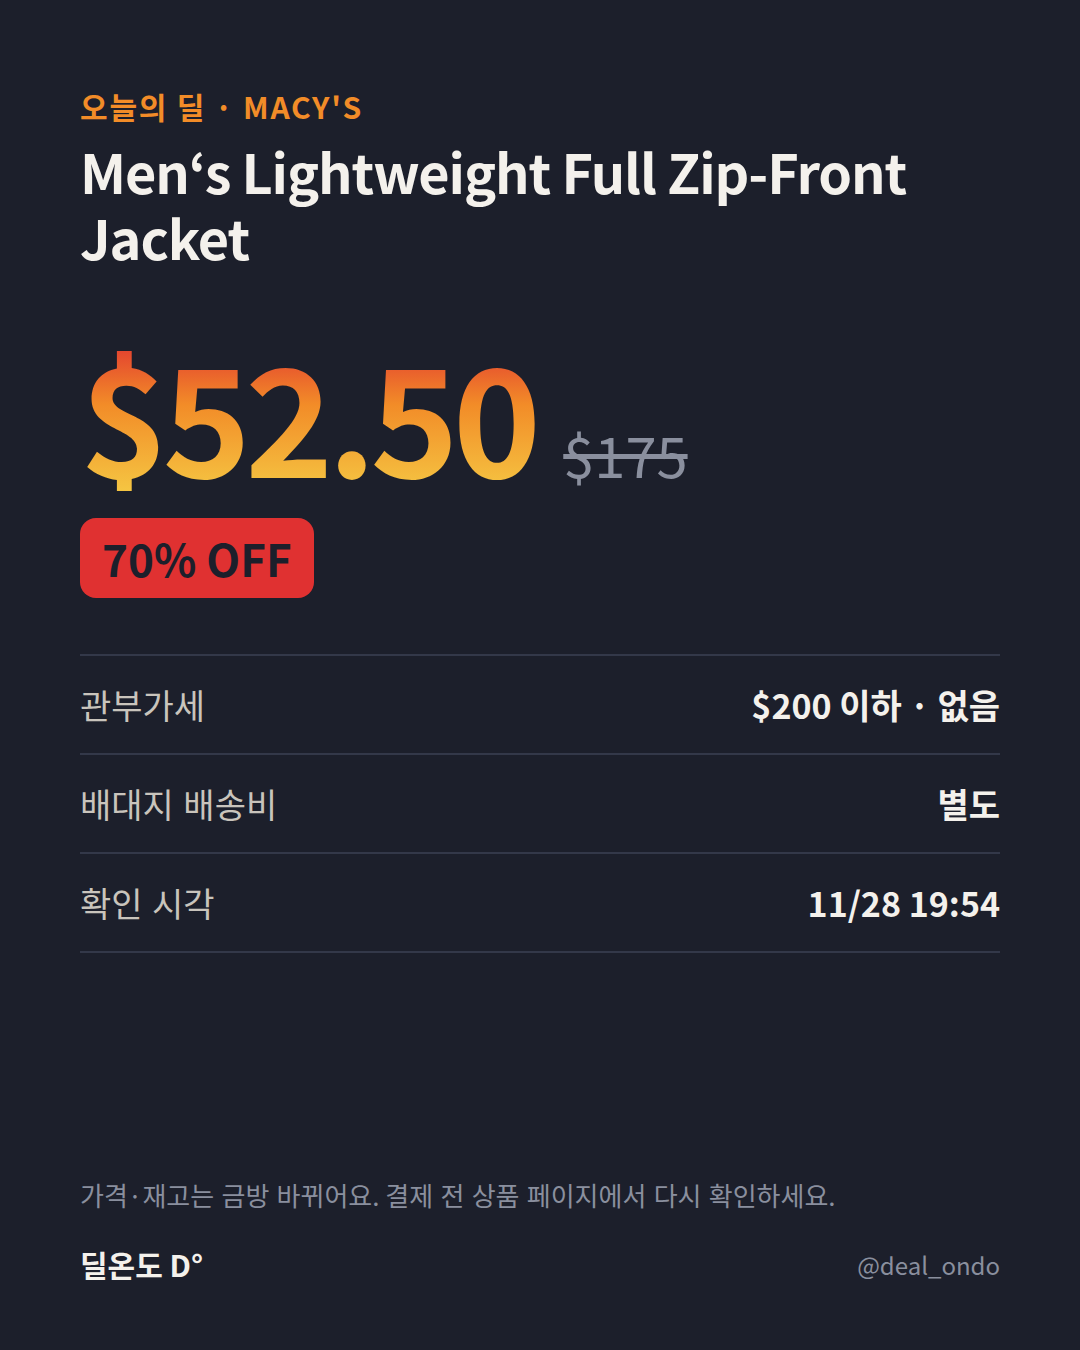 오늘의 딜 · MACY'S
Men‘s Lightweight Full Zip-Front
Jacket
$52.50 $175
70% OFF
관부가세 $200 이하 · 없음
배대지 배송비 별도
확인 시각 11/28 19:54
가격·재고는 금방 바뀌어요. 결제 전 상품 페이지에서 다시 확인하세요.
딜온도 D° @deal_ondo